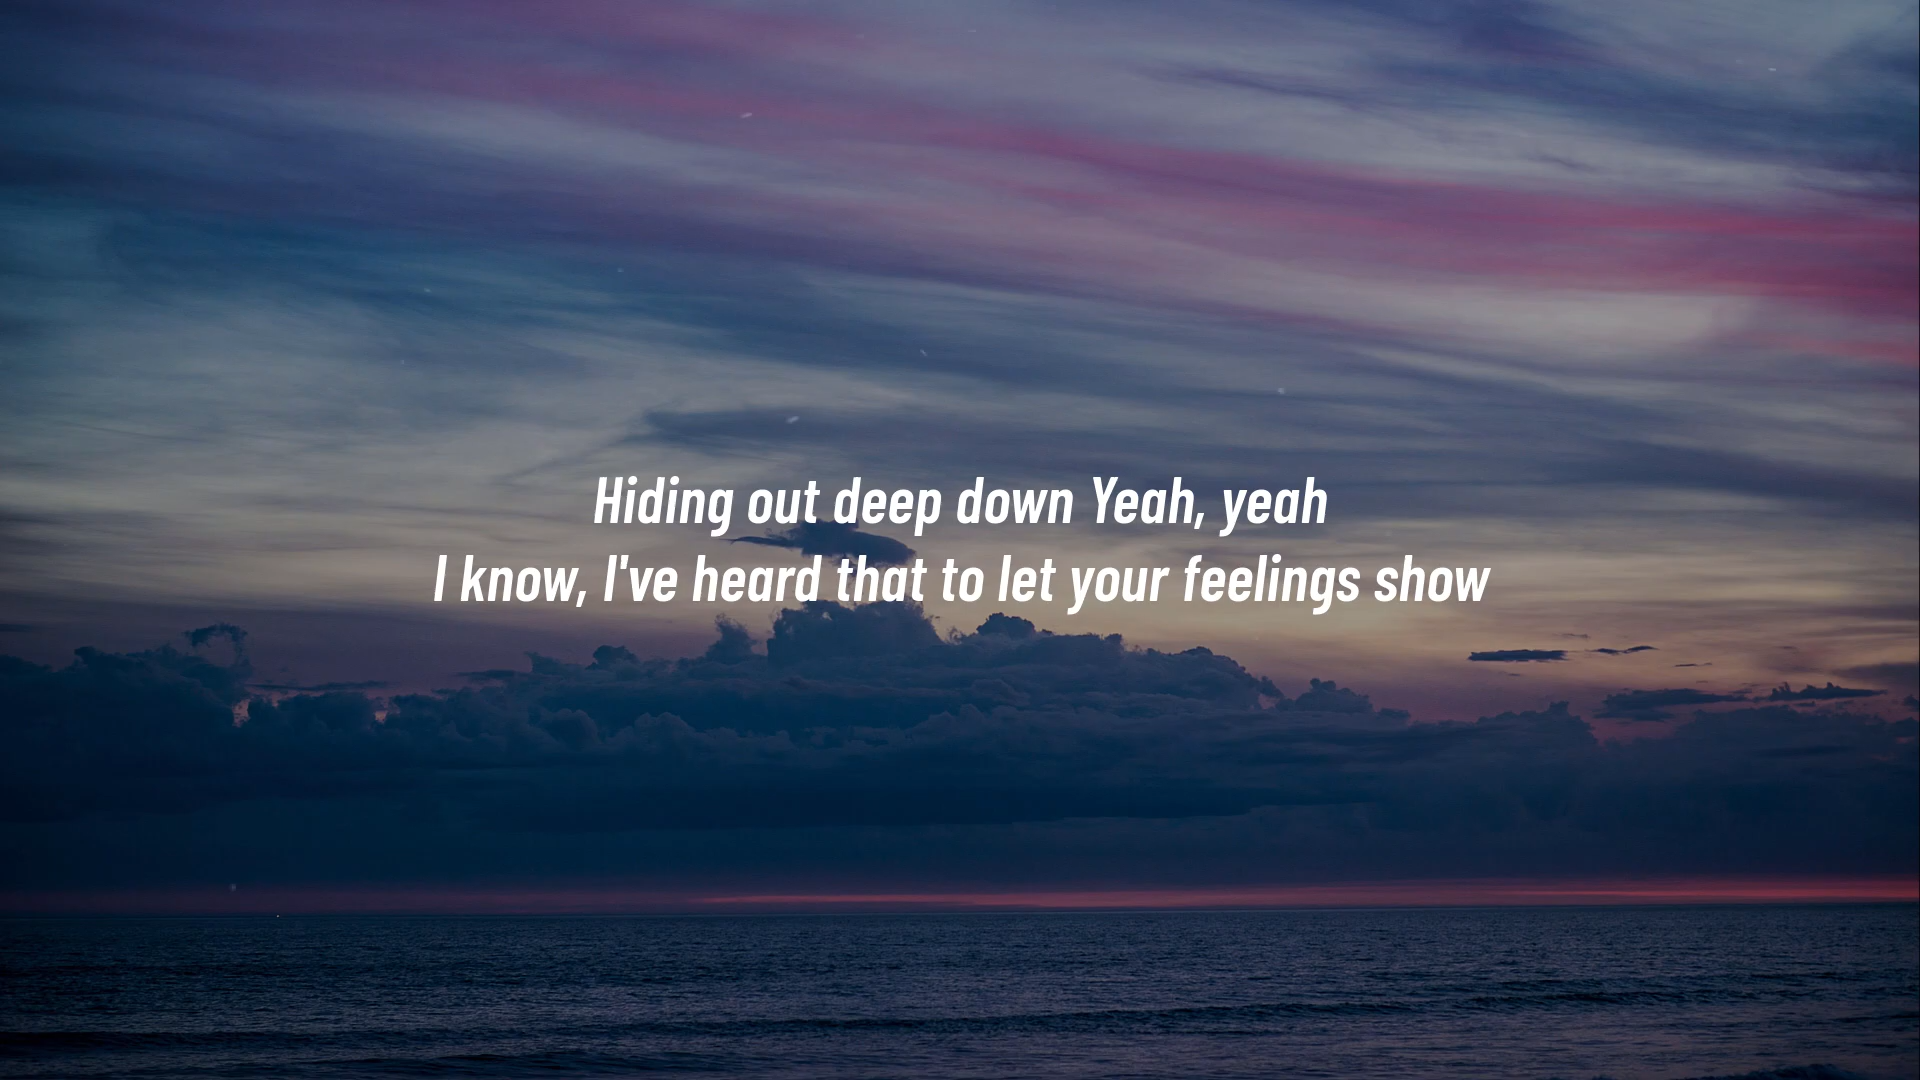 Hiding out deep down Yeah, yeah
I know, I've heard that to let your feelings show